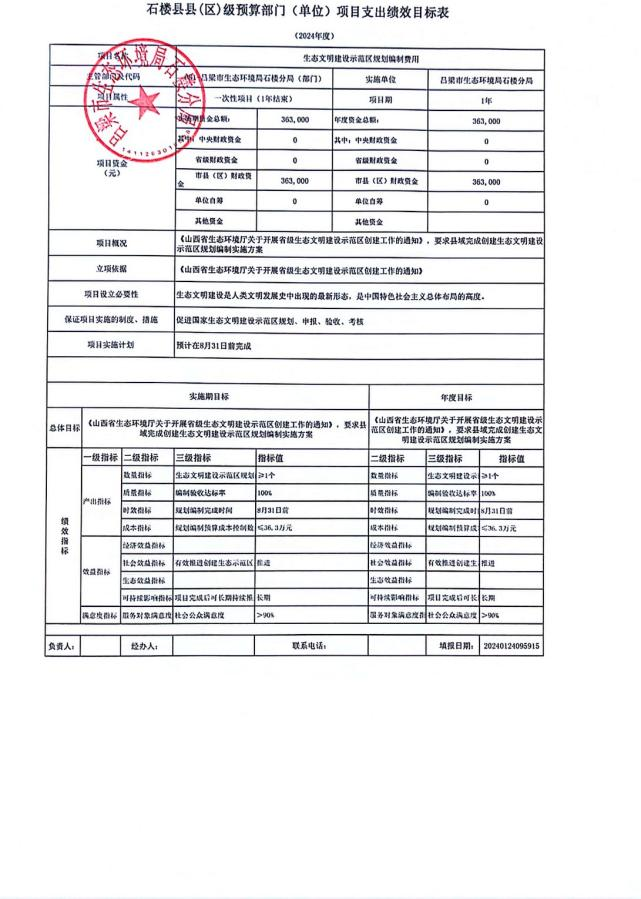 石楼县县(区)级预算部门（单位）项目支出绩效目标表
（2024年度）
项目名称 生态文明建设示范区规划编制费用
主管部门及代码 吕梁市生态环境局石楼分局（部门） 实施单位 吕梁市生态环境局石楼分局
项目属性 一次性项目（1年结束） 项目期 1年
项目资金（元） 资金总额: 363,000 年度资金总额: 363,000
其中: 中央财政资金 0 其中: 中央财政资金 0
省级财政资金 0 省级财政资金 0
市县（区）财政资金 363,000 市县（区）财政资金 363,000
单位自筹 0 单位自筹 0
其他资金 其他资金
项目概况 《山西省生态环境厅关于开展省级生态文明建设示范区创建工作的通知》，要求县域完成创建生态文明建设
示范区规划编制实施方案
立项依据 《山西省生态环境厅关于开展省级生态文明建设示范区创建工作的通知》
项目设立必要性 生态文明建设是人类文明发展史中出现的最新形态，是中国特色社会主义总体布局的高度。
保证项目实施的制度、措施 促进国家生态文明建设示范区规划、申报、验收、考核
项目实施计划 预计在8月31日前完成
实施期目标 年度目标
总体目标 《山西省生态环境厅关于开展省级生态文明建设示范区创建工作的通知》，要求县
域完成创建生态文明建设示范区规划编制实施方案
《山西省生态环境厅关于开展省级生态文明建设示
范区创建工作的通知》，要求县域完成创建生态文
明建设示范区规划编制实施方案
绩效指标
一级指标 二级指标 三级指标 指标值 二级指标 三级指标 指标值
产出指标 数量指标 生态文明建设示范区规划 ≥1个 数量指标 生态文明建设示 ≥1个
质量指标 编制验收达标率 100% 质量指标 编制验收达标率 100%
时效指标 规划编制完成时间 8月31日前 时效指标 规划编制完成时 8月31日前
成本指标 规划编制预算成本控制数 ≤36.3万元 成本指标 规划编制预算成 ≤36.3万元
效益指标 经济效益指标 经济效益指标
社会效益指标 有效推进创建生态示范区 推进 社会效益指标 有效推进创建生 推进
生态效益指标 生态效益指标
可持续影响指标 项目完成后可长期持续推 长期 可持续影响指标 项目完成后可长 长期
满意度指标 服务对象满意度指 社会公众满意度 >90% 服务对象满意度指 社会公众满意度 >90%
负责人: 经办人: 联系电话: 填报日期: 20240124095915
吕梁市生态环境局石楼分局